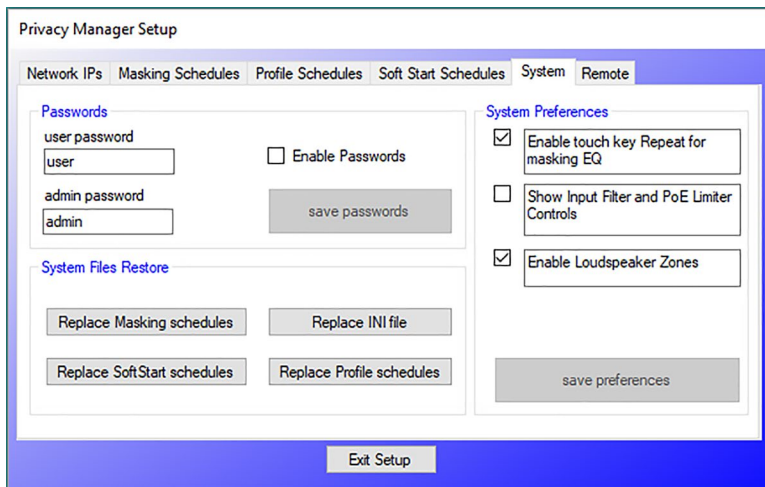 Privacy Manager Setup
Network IPs Masking Schedules Profile Schedules Soft Start Schedules System Remote
Passwords
user password
user
Enable Passwords
admin password
admin
save passwords
System Files Restore
Replace Masking schedules
Replace INI file
Replace SoftStart schedules
Replace Profile schedules
System Preferences
Enable touch key Repeat for
masking EQ
Show Input Filter and PoE Limiter
Controls
Enable Loudspeaker Zones
save preferences
Exit Setup